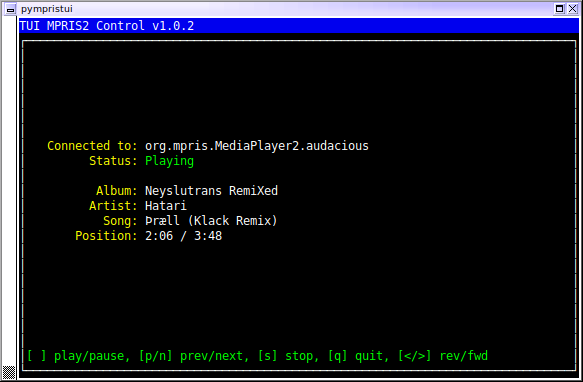 pympristui
TUI MPRIS2 Control v1.0.2
Connected to: org.mpris.MediaPlayer2.audacious
Status: Playing
Album: Neyslutrans RemiXed
Artist: Hatari
Song: Þræll (Klack Remix)
Position: 2:06 / 3:48
[ ] play/pause, [p/n] prev/next, [s] stop, [q] quit, [</>] rev/fwd